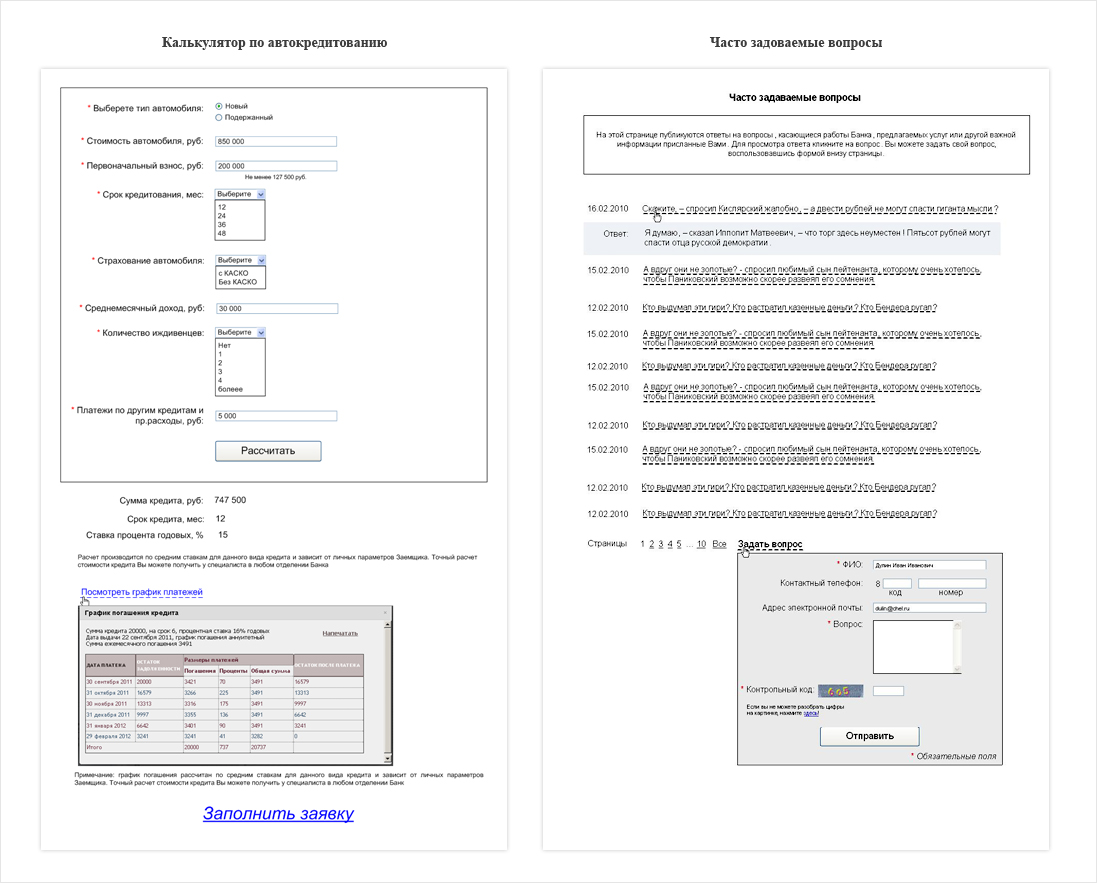 Калькулятор по автокредитованию
* Выберете тип автомобиля:
Новый
Подержанный
* Стоимость автомобиля, руб:
850 000
* Первоначальный взнос, руб:
200 000
Не менее 127 500 руб.
* Срок кредитования, мес:
Выберите
12
24
36
48
* Страхование автомобиля:
Выберите
с КАСКО
Без КАСКО
* Среднемесячный доход, руб:
30 000
* Количество иждивенцев:
Выберите
Нет
1
2
3
4
болеее
* Платежи по другим кредитам и
пр.расходы, руб:
5 000
Рассчитать
Сумма кредита, руб: 747 500
Срок кредита, мес: 12
Ставка процента годовых, % 15
Расчет производится по средним ставкам для данного вида кредита и зависит от личных параметров Заемщика. Точный расчет
стоимости кредита Вы можете получить у специалиста в любом отделении Банка
Посмотреть график платежей
График погашения кредита
Сумма кредита 20000, на срок 6, процентная ставка 16% годовых
Дата выдачи 22 сентября 2011, график погашения аннуитетный
Сумма ежемесячного погашения 3491
Напечатать
ДАТА ПЛАТЕЖА ОСТАТОК ЗАДОЛЖЕННОСТИ Размеры платежей ОСТАТОК ПОСЛЕ ПЛАТЕЖА
Погашения Проценты Общая сумма
30 сентября 2011 20000 3421 70 3491 16579
31 октября 2011 16579 3266 225 3491 13313
30 ноября 2011 13313 3316 175 3491 9997
31 декабря 2011 9997 3355 136 3491 6642
31 января 2012 6642 3401 90 3491 3241
29 февраля 2012 3241 3241 41 3282 0
Итого 20000 737 20737
Примечание: график погашения рассчитан по средним ставкам для данного вида кредита и зависит от личных параметров
Заемщика. Точный расчет стоимости кредита Вы можете получить у специалиста в любом отделении Банк
Заполнить заявку
Часто задоваемые вопросы
Часто задаваемые вопросы
На этой странице публикуются ответы на вопросы, касающиеся работы Банка, предлагаемых услуг или другой важной
информации присланные Вами. Для просмотра ответа кликните на вопрос. Вы можете задать свой вопрос,
воспользовавшись формой внизу страницы.
16.02.2010 Скажите, – спросил Кислярский жалобно, – а двести рублей не могут спасти гиганта мысли?
Ответ: Я думаю, – сказал Ипполит Матвеевич, – что торг здесь неуместен! Пятьсот рублей могут
спасти отца русской демократии.
15.02.2010 А вдруг они не золотые? - спросил любимый сын лейтенанта, которому очень хотелось,
чтобы Паниковский возможно скорее развеял его сомнения.
12.02.2010 Кто выдумал эти гири? Кто растратил казенные деньги? Кто Бендера ругал?
15.02.2010 А вдруг они не золотые? - спросил любимый сын лейтенанта, которому очень хотелось,
чтобы Паниковский возможно скорее развеял его сомнения.
12.02.2010 Кто выдумал эти гири? Кто растратил казенные деньги? Кто Бендера ругал?
15.02.2010 А вдруг они не золотые? - спросил любимый сын лейтенанта, которому очень хотелось,
чтобы Паниковский возможно скорее развеял его сомнения.
12.02.2010 Кто выдумал эти гири? Кто растратил казенные деньги? Кто Бендера ругал?
15.02.2010 А вдруг они не золотые? - спросил любимый сын лейтенанта, которому очень хотелось,
чтобы Паниковский возможно скорее развеял его сомнения.
12.02.2010 Кто выдумал эти гири? Кто растратил казенные деньги? Кто Бендера ругал?
12.02.2010 Кто выдумал эти гири? Кто растратил казенные деньги? Кто Бендера ругал?
Страницы 1 2 3 4 5 ... 10 Все Задать вопрос
* ФИО: Дулин Иван Иванович
Контактный телефон: 8
код номер
Адрес электронной почты: dulin@chel.ru
* Вопрос:
* Контрольный код:
Если вы не можете разобрать цифры
на картинке, нажмите здесь!
Отправить
* Обязательные поля